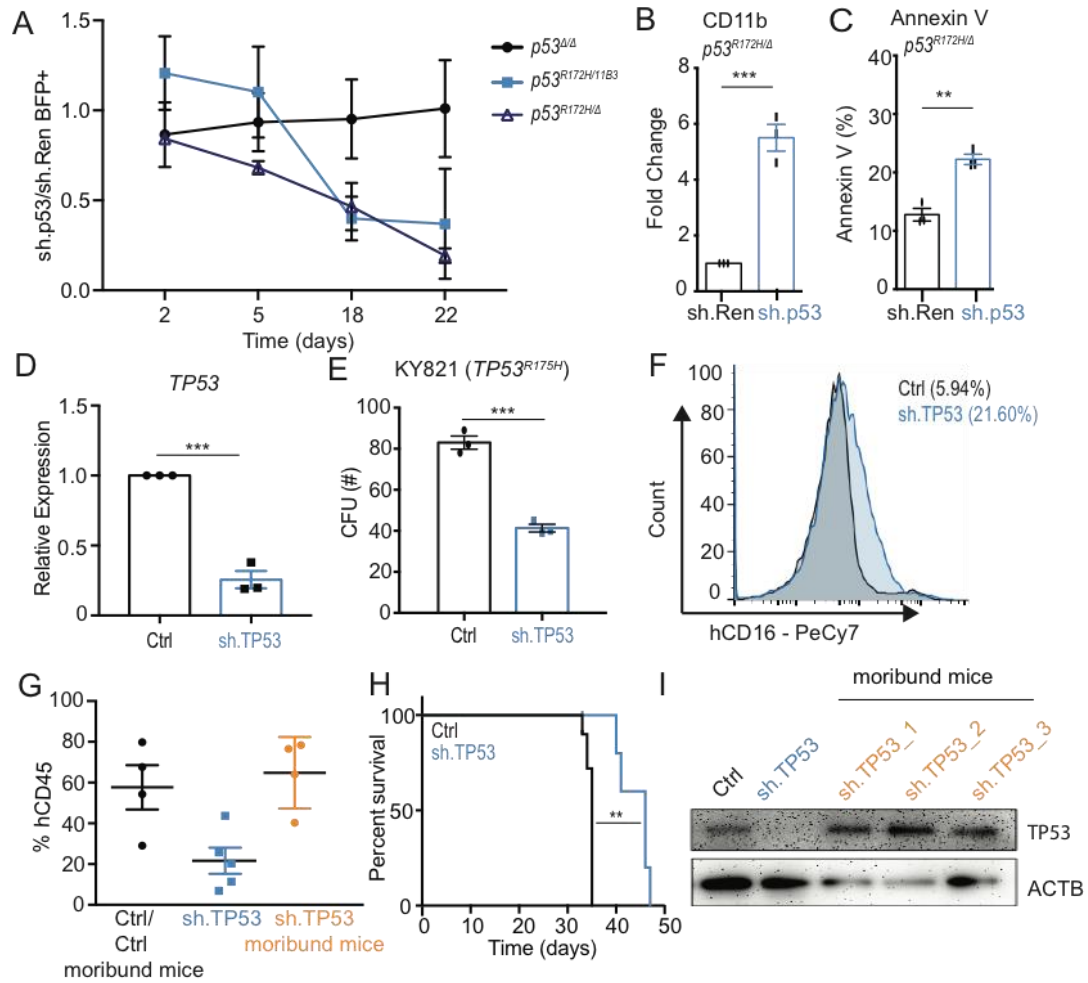 A
1.5
1.0
0.5
0.0
sh.p53/sh.Ren BFP+
2 5 18 22
Time (days)
p53Δ/Δ
p53R172H/11B3
p53R172H/Δ
B
CD11b
p53R172H/Δ
***
8
6
4
2
0
Fold Change
sh.Ren sh.p53
C
Annexin V
p53R172H/Δ
**
40
30
20
10
0
Annexin V (%)
sh.Ren sh.p53
D
TP53
***
1.5
1.0
0.5
0
Relative Expression
Ctrl sh.TP53
E
KY821 (TP53R175H)
***
100
80
60
40
20
0
CFU (#)
Ctrl sh.TP53
F
Ctrl (5.94%)
sh.TP53 (21.60%)
100
80
60
40
20
0
Count
hCD16 - PeCy7
G
100
80
60
40
20
0
% hCD45
Ctrl/
Ctrl
moribund mice
sh.TP53
sh.TP53
moribund mice
H
Ctrl
sh.TP53
**
100
50
0
Percent survival
0 10 20 30 40 50
Time (days)
I
moribund mice
Ctrl
sh.TP53
sh.TP53_1
sh.TP53_2
sh.TP53_3
TP53
ACTB